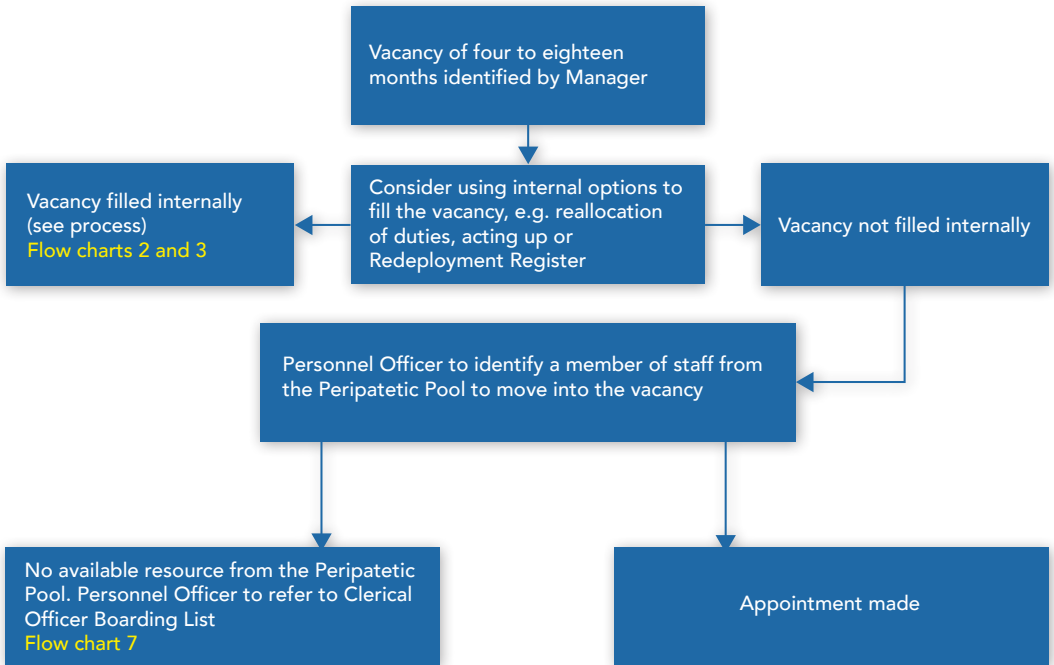 Vacancy of four to eighteen
months identified by Manager
Vacancy filled internally
(see process)
Flow charts 2 and 3
Consider using internal options to
fill the vacancy, e.g. reallocation
of duties, acting up or
Redeployment Register
Vacancy not filled internally
Personnel Officer to identify a member of staff from
the Peripatetic Pool to move into the vacancy
No available resource from the Peripatetic
Pool. Personnel Officer to refer to Clerical
Officer Boarding List
Flow chart 7
Appointment made